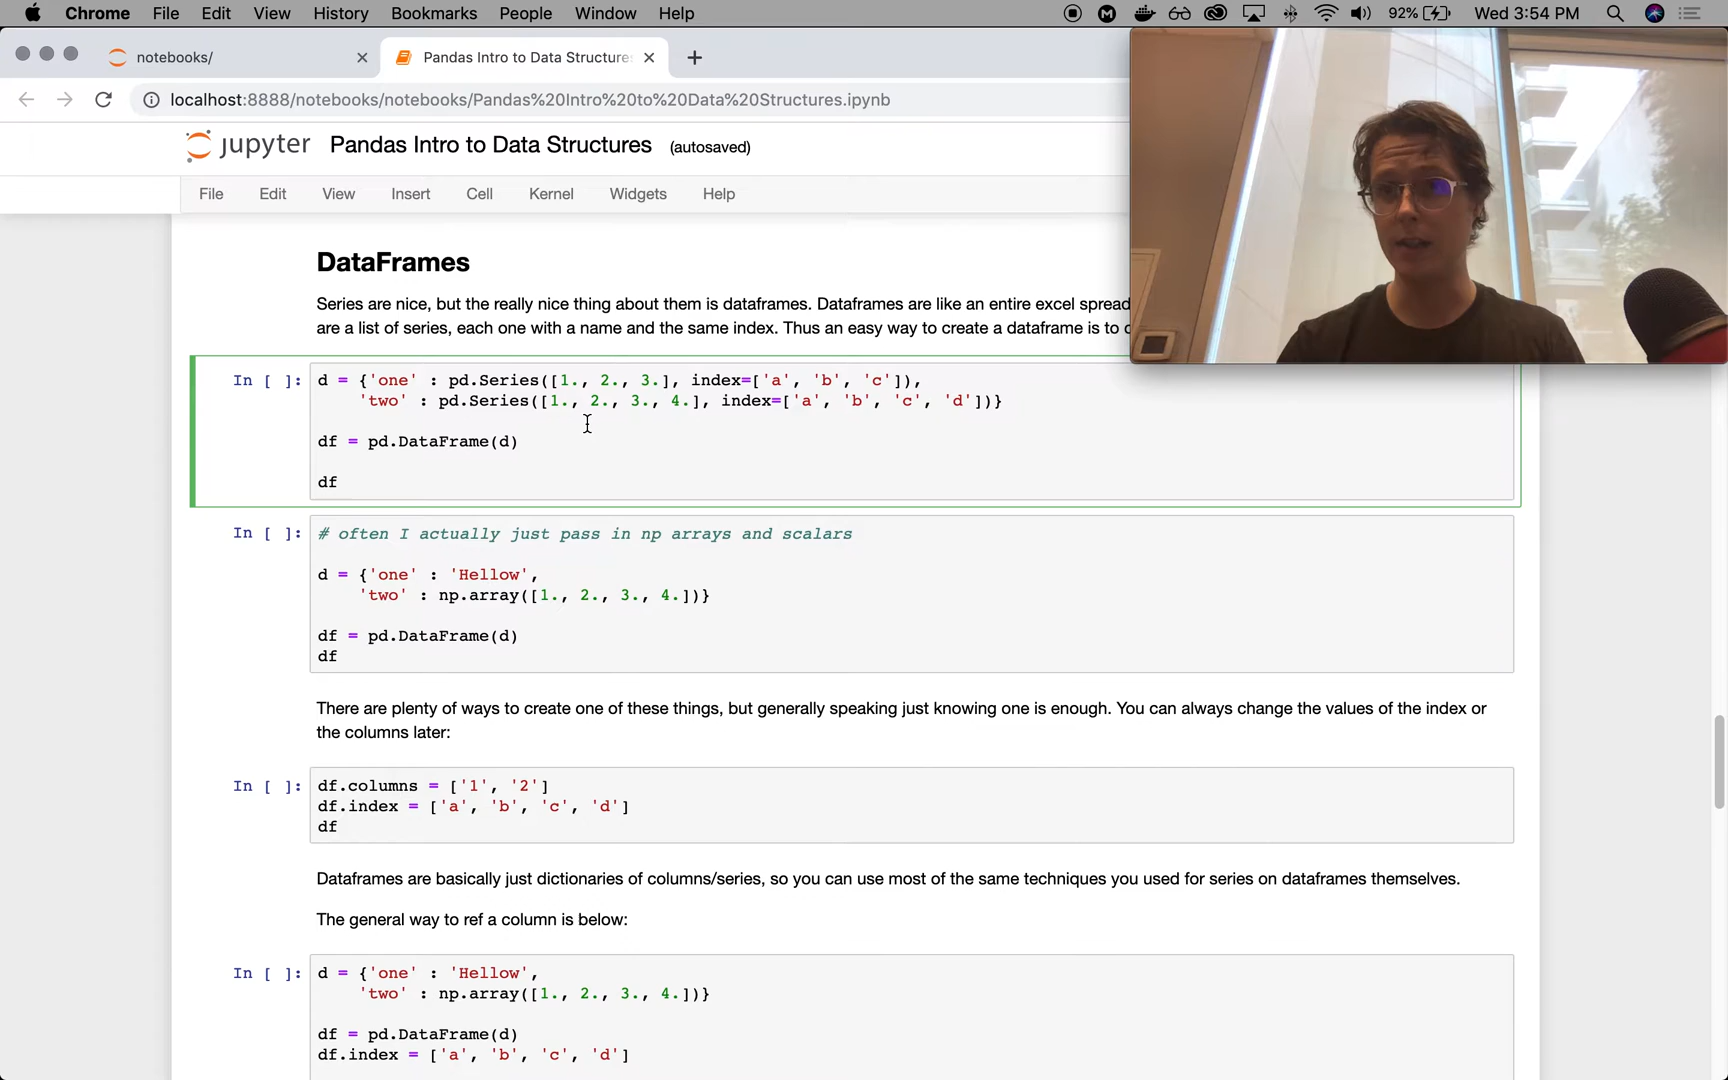 Chrome File Edit View History Bookmarks People Window Help 92% Wed 3:54 PM
notebooks/ Pandas Intro to Data Structures
localhost:8888/notebooks/notebooks/Pandas%20Intro%20to%20Data%20Structures.ipynb
jupyter Pandas Intro to Data Structures (autosaved)
File Edit View Insert Cell Kernel Widgets Help
DataFrames
Series are nice, but the really nice thing about them is dataframes. Dataframes are like an entire excel spread
are a list of series, each one with a name and the same index. Thus an easy way to create a dataframe is to
In [ ]: d = {'one' : pd.Series([1., 2., 3.], index=['a', 'b', 'c']),
'two' : pd.Series([1., 2., 3., 4.], index=['a', 'b', 'c', 'd'])}
df = pd.DataFrame(d)
df
In [ ]: # often I actually just pass in np arrays and scalars
d = {'one' : 'Hellow',
'two' : np.array([1., 2., 3., 4.])}
df = pd.DataFrame(d)
df
There are plenty of ways to create one of these things, but generally speaking just knowing one is enough. You can always change the values of the index or
the columns later:
In [ ]: df.columns = ['1', '2']
df.index = ['a', 'b', 'c', 'd']
df
Dataframes are basically just dictionaries of columns/series, so you can use most of the same techniques you used for series on dataframes themselves.
The general way to ref a column is below:
In [ ]: d = {'one' : 'Hellow',
'two' : np.array([1., 2., 3., 4.])}
df = pd.DataFrame(d)
df.index = ['a', 'b', 'c', 'd']